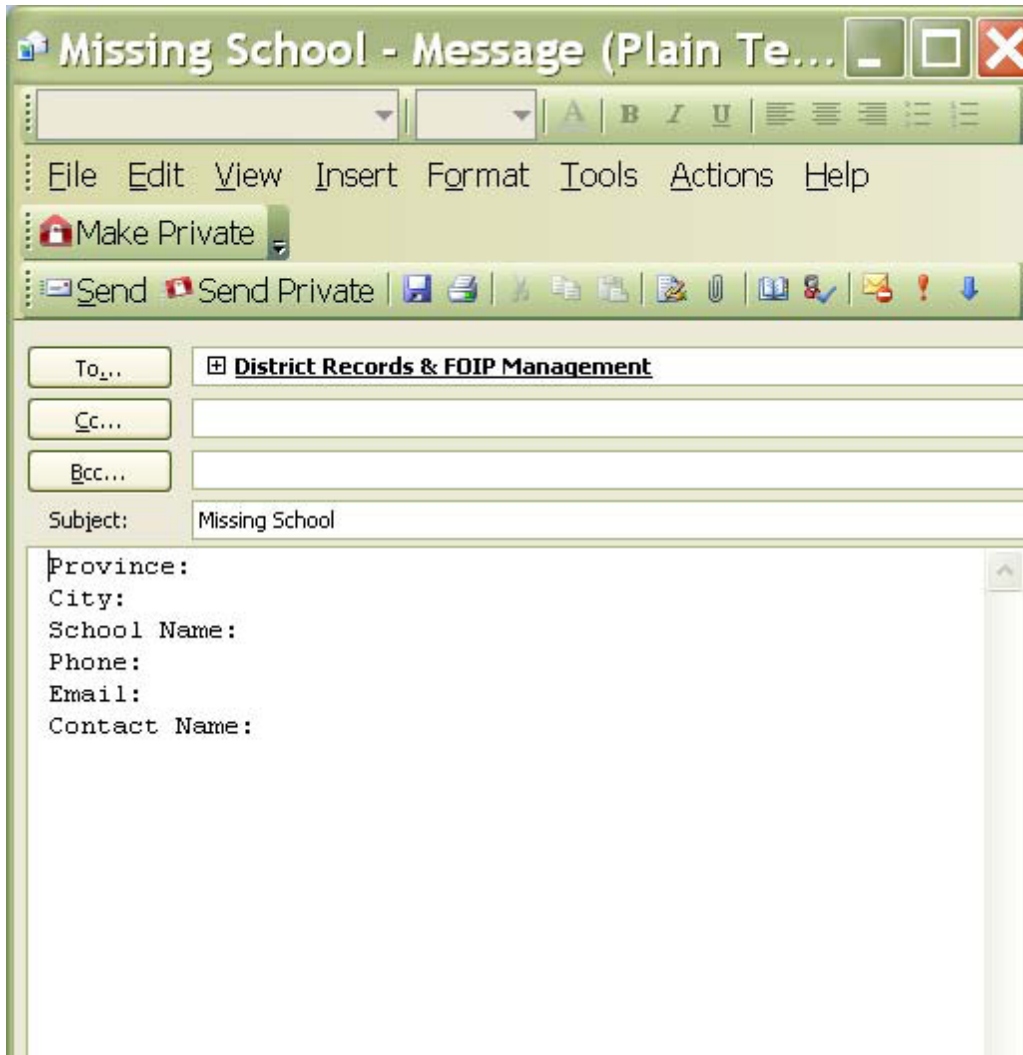 Missing School - Message (Plain Te...
A B I U
File Edit View Insert Format Tools Actions Help
Make Private
Send Send Private
To... District Records & FOIP Management
Cc...
Bcc...
Subject: Missing School
Province:
City:
School Name:
Phone:
Email:
Contact Name: